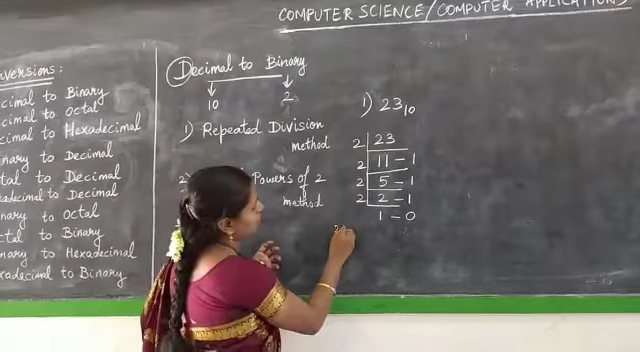 COMPUTER SCIENCE/COMPUTER APPLICATIONS
versions:
cimal to Binary
cimal to Octal
cimal to Hexadecimal
nary to Decimal
tal to Decimal
adecimal to Decimal
nary to Octal
ctal to Binary
nary to Hexadecimal
xadecimal to Binary
Decimal to Binary
10 2
1) Repeated Division
method
2) Powers of 2
method
1) 23₁₀
2 | 23
2 | 11 - 1
2 | 5 - 1
2 | 2 - 1
1 - 0